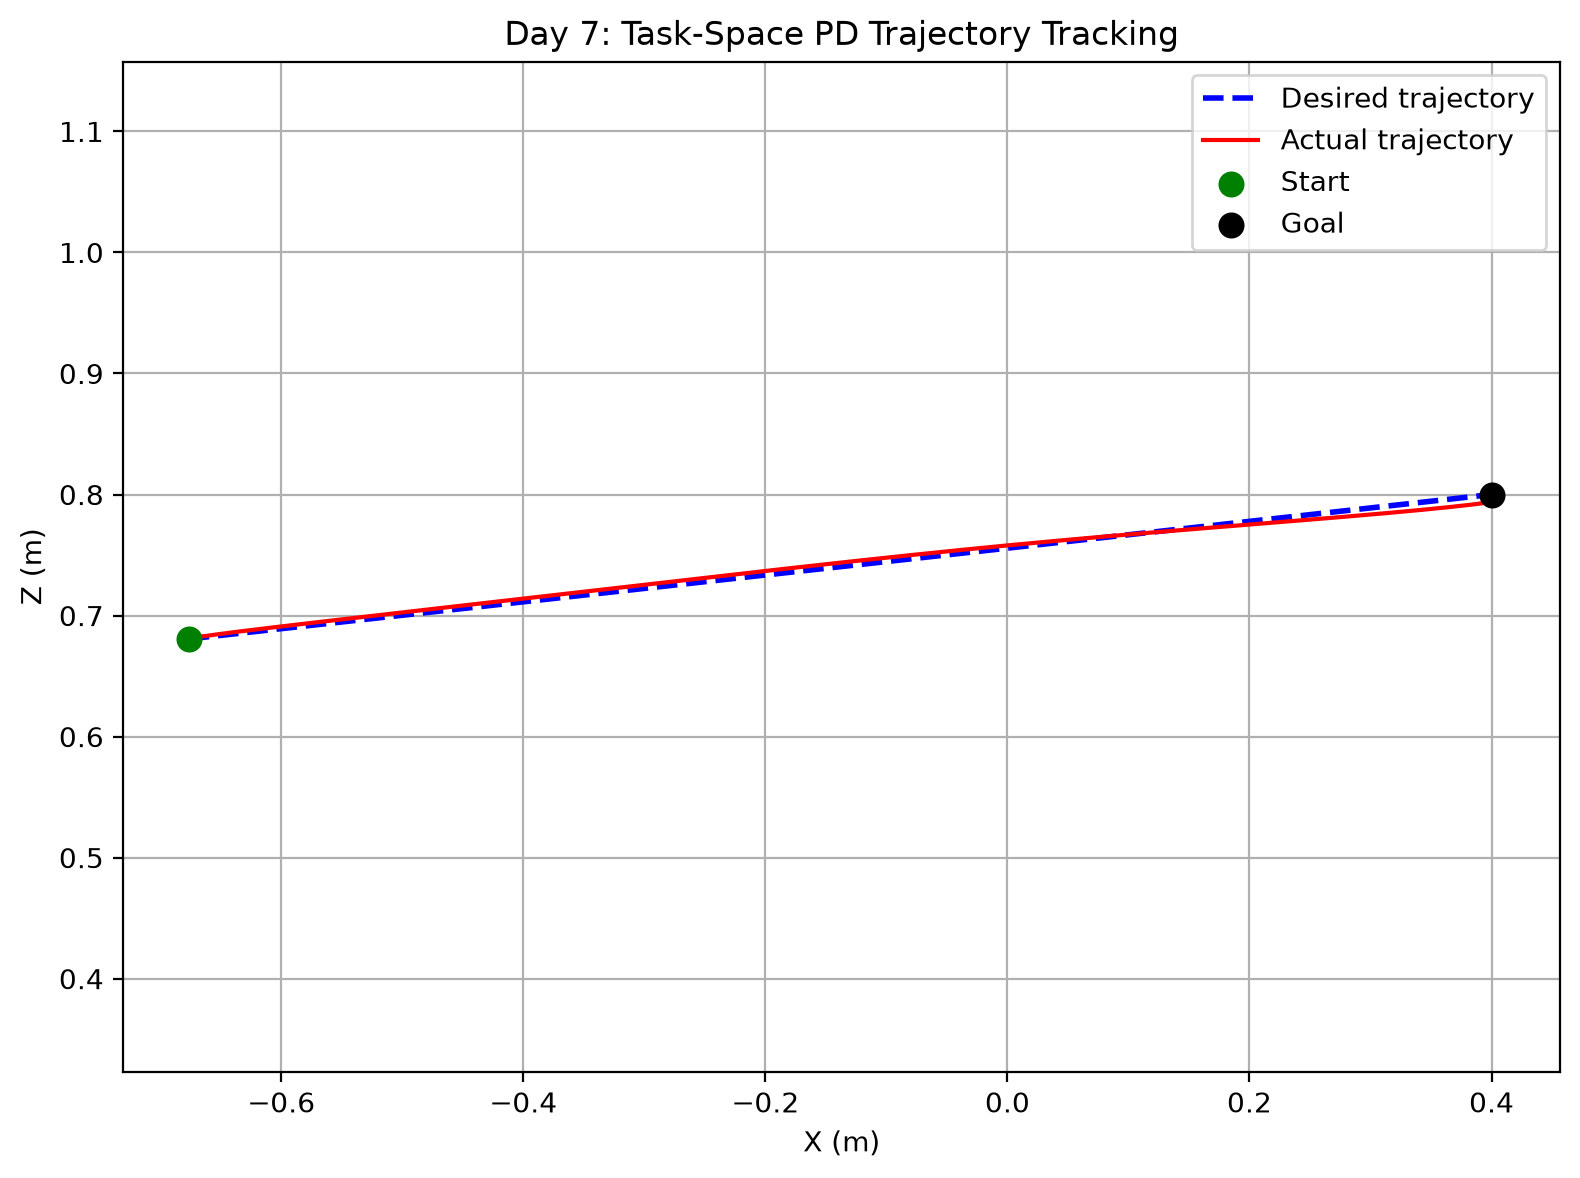 Day 7: Task-Space PD Trajectory Tracking
Desired trajectory
Actual trajectory
Start
Goal
1.1
1.0
0.9
0.8
0.7
0.6
0.5
0.4
Z (m)
−0.6
−0.4
−0.2
0.0
0.2
0.4
X (m)